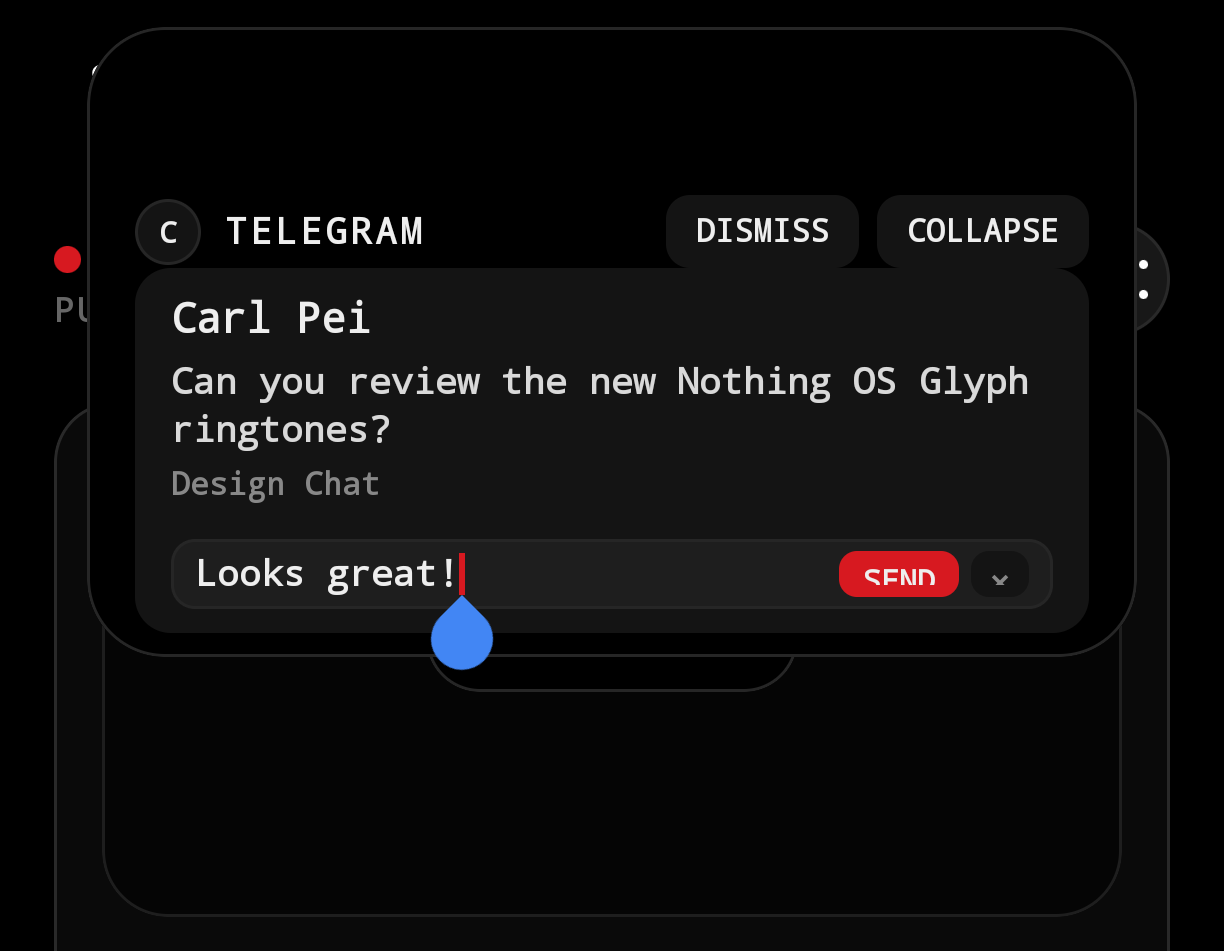 C TELEGRAM DISMISS COLLAPSE
PU
Carl Pei
Can you review the new Nothing OS Glyph
ringtones?
Design Chat
Looks great! SEND ×